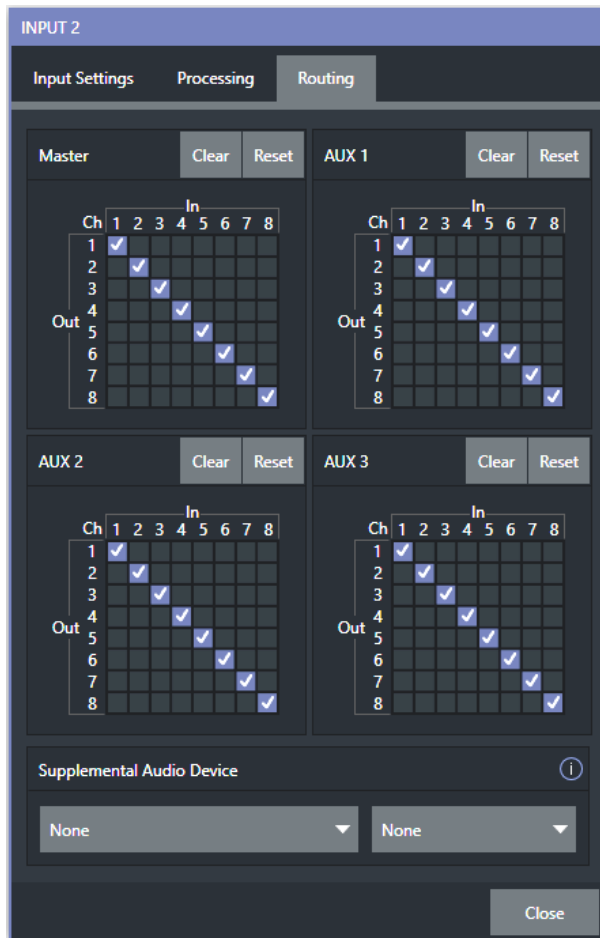 INPUT 2
Input Settings Processing Routing
Master Clear Reset
In
Ch 1 2 3 4 5 6 7 8
1
2
3
Out 4
5
6
7
8
AUX 1 Clear Reset
In
Ch 1 2 3 4 5 6 7 8
1
2
3
Out 4
5
6
7
8
AUX 2 Clear Reset
In
Ch 1 2 3 4 5 6 7 8
1
2
3
Out 4
5
6
7
8
AUX 3 Clear Reset
In
Ch 1 2 3 4 5 6 7 8
1
2
3
Out 4
5
6
7
8
Supplemental Audio Device i
None None
Close